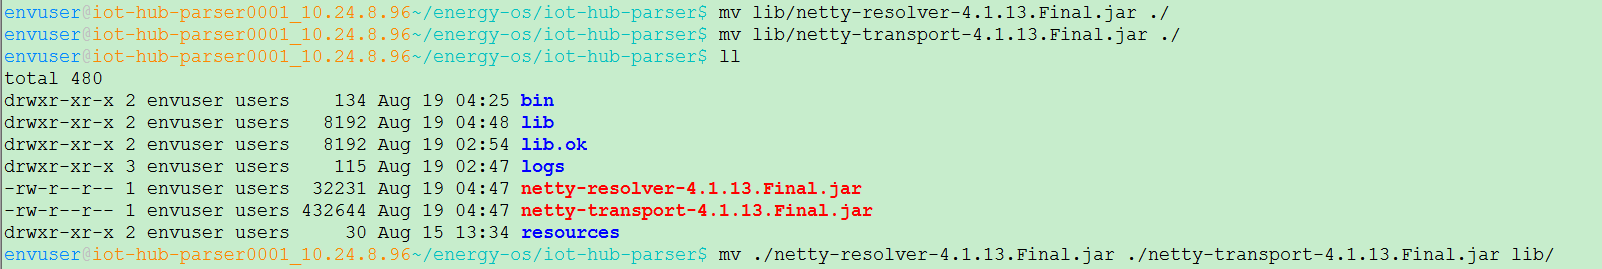 envuser@iot-hub-parser0001_10.24.8.96~/energy-os/iot-hub-parser$ mv lib/netty-resolver-4.1.13.Final.jar ./
envuser@iot-hub-parser0001_10.24.8.96~/energy-os/iot-hub-parser$ mv lib/netty-transport-4.1.13.Final.jar ./
envuser@iot-hub-parser0001_10.24.8.96~/energy-os/iot-hub-parser$ ll
total 480
drwxr-xr-x 2 envuser users    134 Aug 19 04:25 bin
drwxr-xr-x 2 envuser users   8192 Aug 19 04:48 lib
drwxr-xr-x 2 envuser users   8192 Aug 19 02:54 lib.ok
drwxr-xr-x 3 envuser users    115 Aug 19 02:47 logs
-rw-r--r-- 1 envuser users  32231 Aug 19 04:47 netty-resolver-4.1.13.Final.jar
-rw-r--r-- 1 envuser users 432644 Aug 19 04:47 netty-transport-4.1.13.Final.jar
drwxr-xr-x 2 envuser users     30 Aug 15 13:34 resources
envuser@iot-hub-parser0001_10.24.8.96~/energy-os/iot-hub-parser$ mv ./netty-resolver-4.1.13.Final.jar ./netty-transport-4.1.13.Final.jar lib/